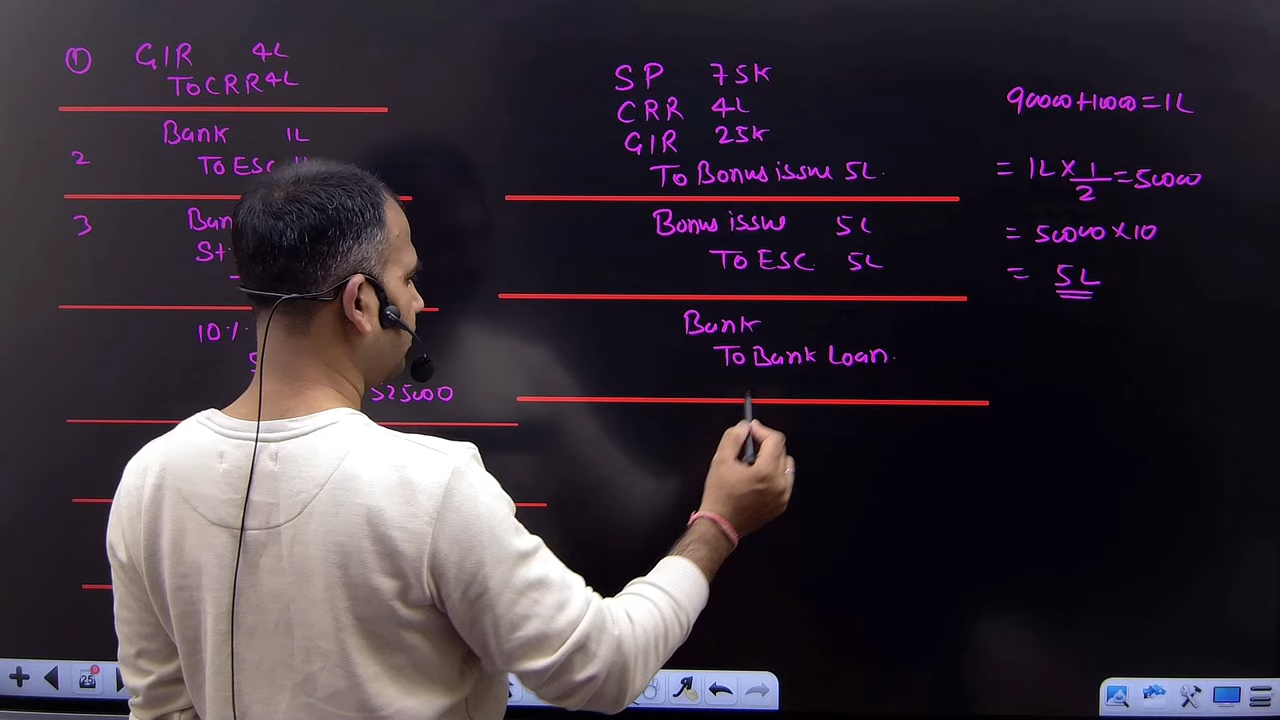 ① GIR 4L
To CRR 4L
Bank 1L
2 To ESC
3
10%
525000
SP 75K
CRR 4L
GIR 25K
To Bonus issue 5L.
Bonus issue 5L
To ESC. 5L
Bank
To Bank Loan.
90000+10000=1L
= 1L × 1/2 = 50000
= 50000 × 10
= 5L
25